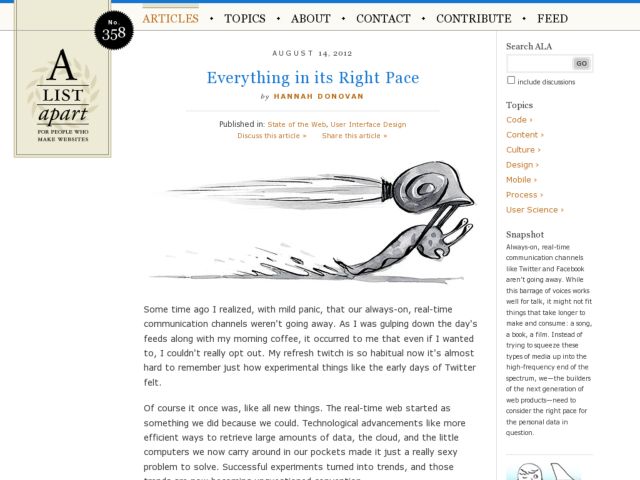 ARTICLES • TOPICS • ABOUT • CONTACT • CONTRIBUTE • FEED
No.
358
A
LIST
apart
FOR PEOPLE WHO
MAKE WEBSITES
AUGUST 14, 2012
Everything in its Right Pace
by HANNAH DONOVAN
Published in: State of the Web, User Interface Design
Discuss this article » Share this article »
Some time ago I realized, with mild panic, that our always-on, real-time
communication channels weren't going away. As I was gulping down the day's
feeds along with my morning coffee, it occurred to me that even if I wanted
to, I couldn't really opt out. My refresh twitch is so habitual now it's almost
hard to remember just how experimental things like the early days of Twitter
felt.
Of course it once was, like all new things. The real-time web started as
something we did because we could. Technological advancements like more
efficient ways to retrieve large amounts of data, the cloud, and the little
computers we now carry around in our pockets made it just a really sexy
problem to solve. Successful experiments turned into trends, and those
trends are now becoming unquestioned convention.
Search ALA
GO
include discussions
Topics
Code ›
Content ›
Culture ›
Design ›
Mobile ›
Process ›
User Science ›
Snapshot
Always-on, real-time
communication channels
like Twitter and Facebook
aren't going away. While
this barrage of voices works
well for talk, it might not fit
things that take longer to
make and consume : a song,
a book, a film. Instead of
trying to squeeze these
types of media up into the
high-frequency end of the
spectrum, we—the builders
of the next generation of
web products—need to
consider the right pace for
the personal data in
question.